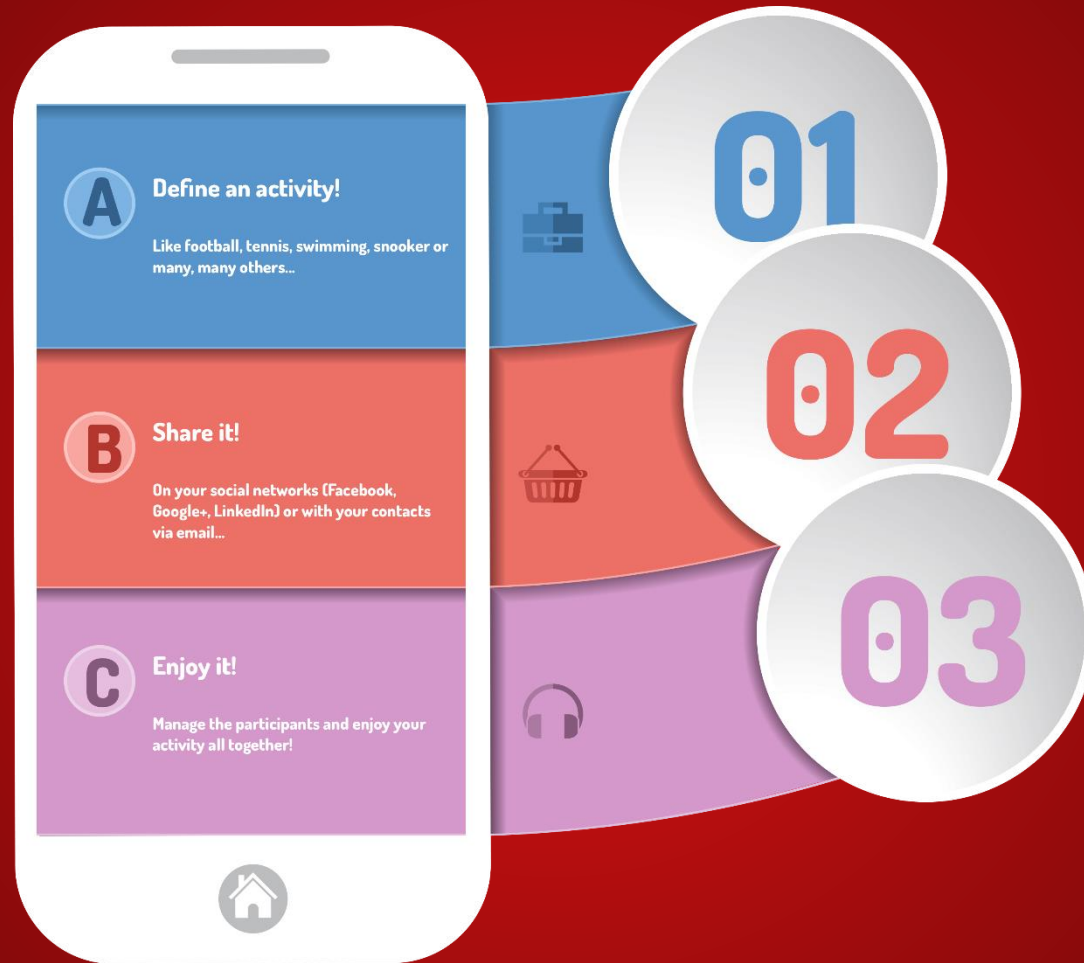 A
Define an activity!
Like football, tennis, swimming, snooker or
many, many others...
01
B
Share it!
On your social networks (Facebook,
Google+, LinkedIn) or with your contacts
via email...
02
C
Enjoy it!
Manage the participants and enjoy your
activity all together!
03